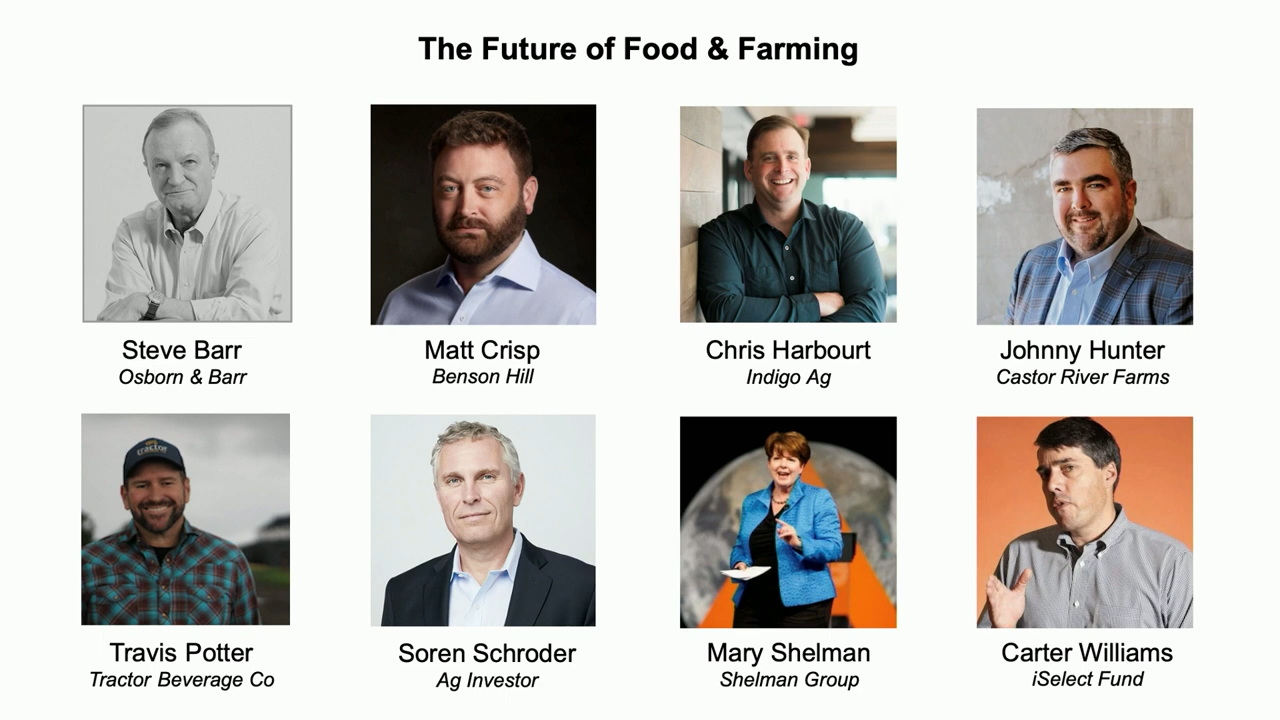 The Future of Food & Farming
Steve Barr
Osborn & Barr
Matt Crisp
Benson Hill
Chris Harbourt
Indigo Ag
Johnny Hunter
Castor River Farms
tractor
Travis Potter
Tractor Beverage Co
Soren Schroder
Ag Investor
Mary Shelman
Shelman Group
Carter Williams
iSelect Fund